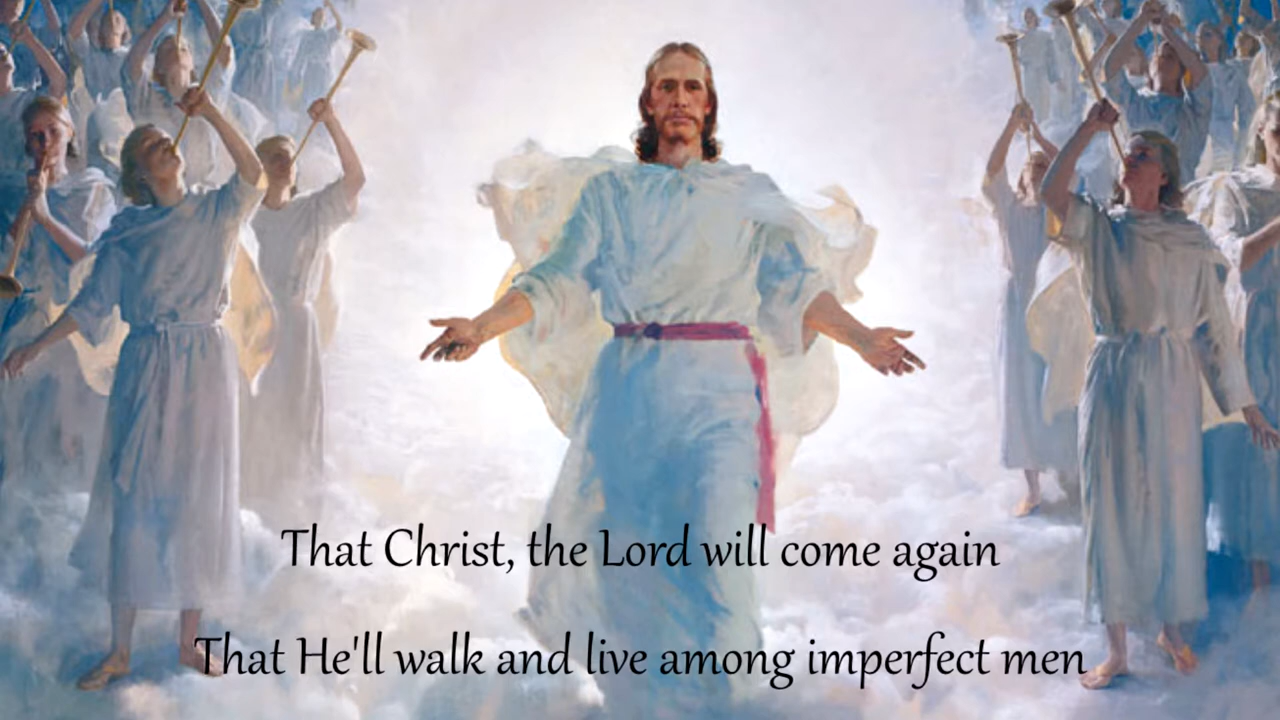 That Christ, the Lord will come again
That He'll walk and live among imperfect men